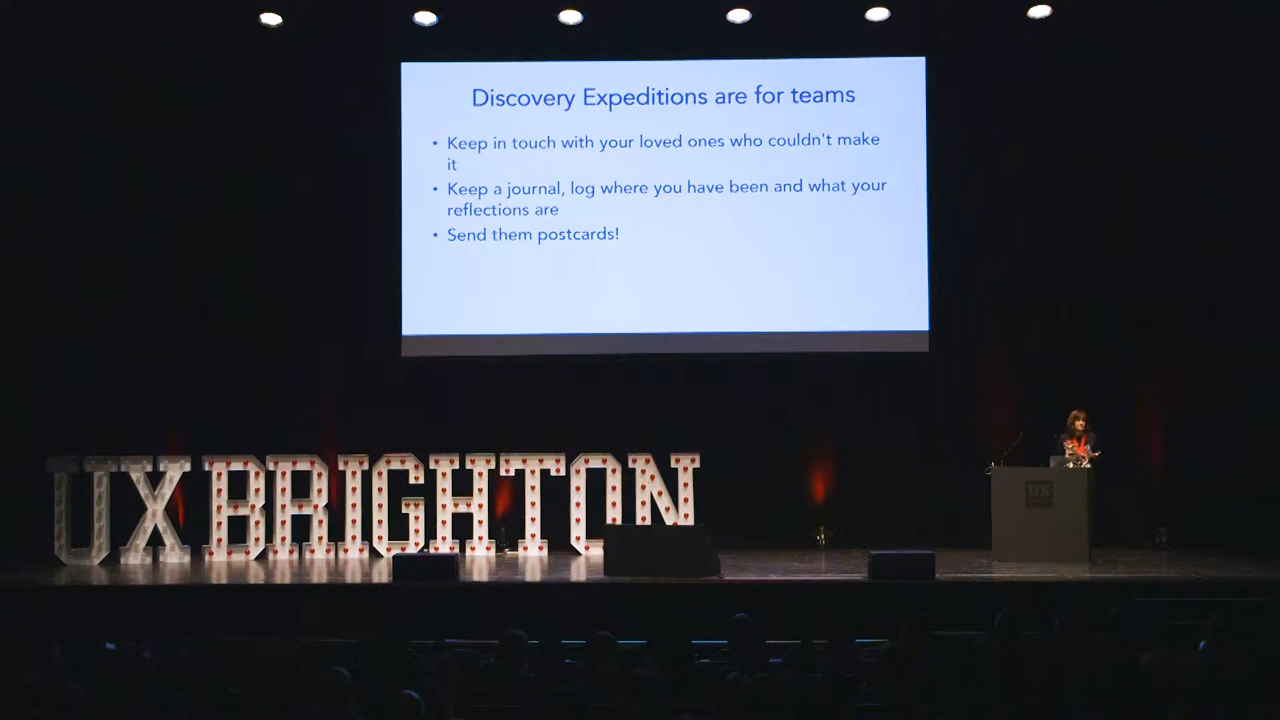 Discovery Expeditions are for teams
• Keep in touch with your loved ones who couldn't make
it
• Keep a journal, log where you have been and what your
reflections are
• Send them postcards!
UX BRIGHTON
UX